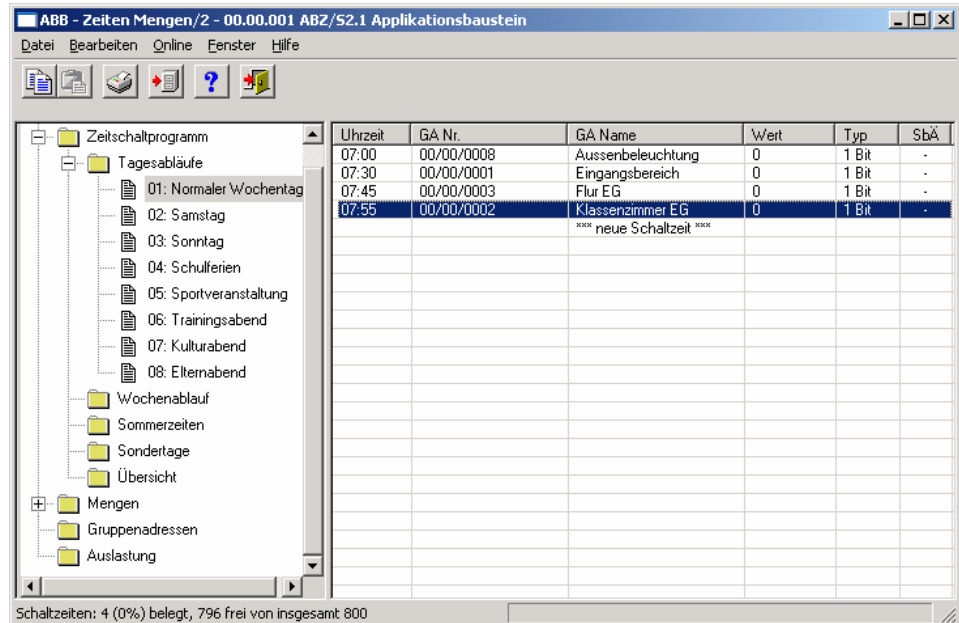 ABB - Zeiten Mengen/2 - 00.00.001 ABZ/S2.1 Applikationsbaustein
Datei Bearbeiten Online Fenster Hilfe
Zeitschaltprogramm
Tagesabläufe
01: Normaler Wochentag
02: Samstag
03: Sonntag
04: Schulferien
05: Sportveranstaltung
06: Trainingsabend
07: Kulturabend
08: Elternabend
Wochenablauf
Sommerzeiten
Sondertage
Übersicht
Mengen
Gruppenadressen
Auslastung
Uhrzeit GA Nr. GA Name Wert Typ SbÄ
07:00 00/00/0008 Aussenbeleuchtung 0 1 Bit -
07:30 00/00/0001 Eingangsbereich 0 1 Bit -
07:45 00/00/0003 Flur EG 0 1 Bit -
07:55 00/00/0002 Klassenzimmer EG 0 1 Bit -
*** neue Schaltzeit ***
Schaltzeiten: 4 (0%) belegt, 796 frei von insgesamt 800